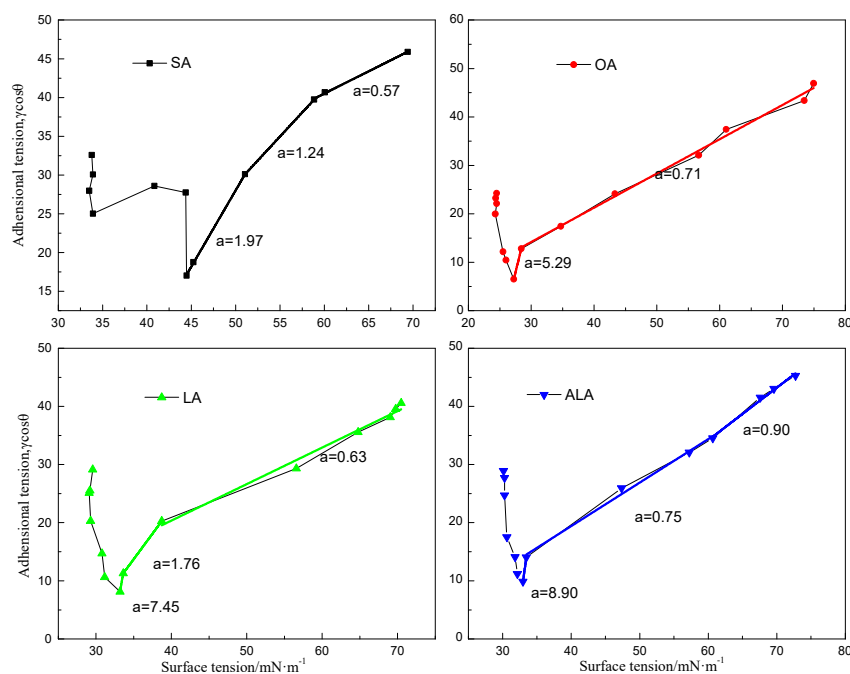 Adhensional tension,γcosθ
50
45
40
35
30
25
20
15
SA
a=0.57
a=1.24
a=1.97
30 35 40 45 50 55 60 65 70
60
50
40
30
20
10
0
OA
a=0.71
a=5.29
20 30 40 50 60 70 80
Adhensional tension,γcosθ
50
40
30
20
10
0
LA
a=0.63
a=1.76
a=7.45
30 40 50 60 70
Surface tension/mN·m⁻¹
50
40
30
20
10
0
ALA
a=0.90
a=0.75
a=8.90
30 40 50 60 70 80
Surface tension/mN·m⁻¹